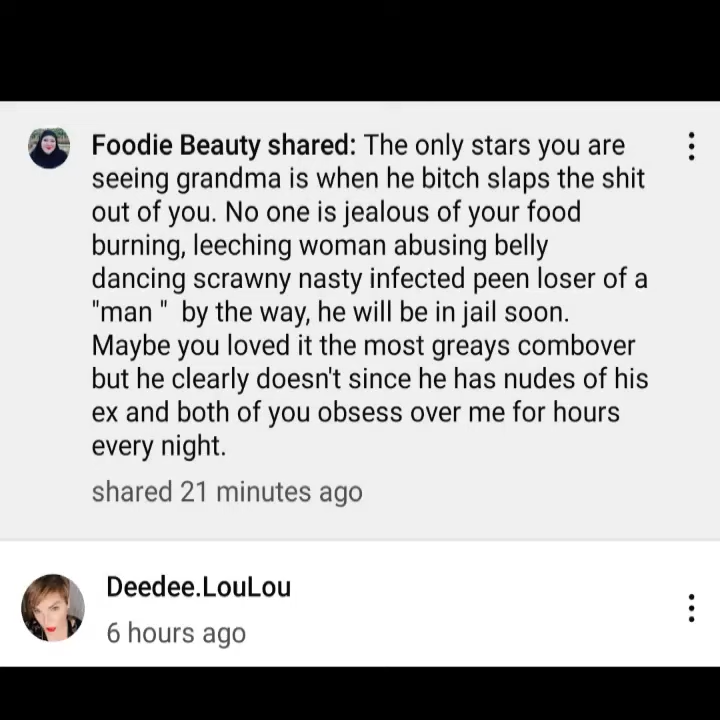 Foodie Beauty shared: The only stars you are
seeing grandma is when he bitch slaps the shit
out of you. No one is jealous of your food
burning, leeching woman abusing belly
dancing scrawny nasty infected peen loser of a
"man " by the way, he will be in jail soon.
Maybe you loved it the most greays combover
but he clearly doesn't since he has nudes of his
ex and both of you obsess over me for hours
every night.
shared 21 minutes ago
Deedee.LouLou
6 hours ago